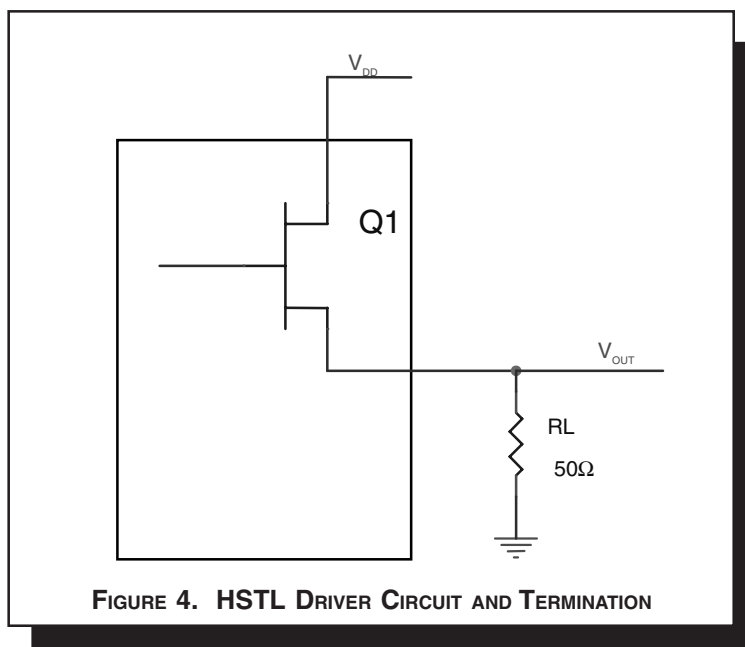 V_DD
Q1
V_OUT
RL
50Ω
FIGURE 4. HSTL DRIVER CIRCUIT AND TERMINATION